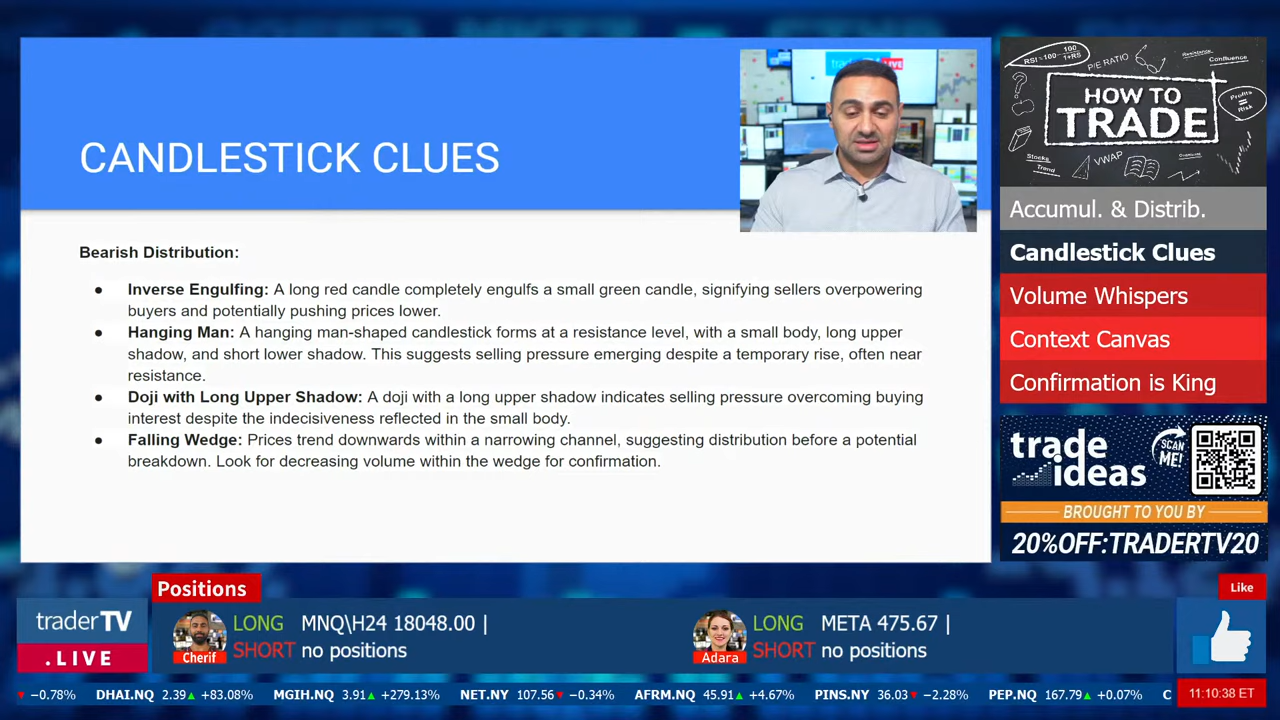 CANDLESTICK CLUES
Bearish Distribution:
● Inverse Engulfing: A long red candle completely engulfs a small green candle, signifying sellers overpowering
buyers and potentially pushing prices lower.
● Hanging Man: A hanging man-shaped candlestick forms at a resistance level, with a small body, long upper
shadow, and short lower shadow. This suggests selling pressure emerging despite a temporary rise, often near
resistance.
● Doji with Long Upper Shadow: A doji with a long upper shadow indicates selling pressure overcoming buying
interest despite the indecisiveness reflected in the small body.
● Falling Wedge: Prices trend downwards within a narrowing channel, suggesting distribution before a potential
breakdown. Look for decreasing volume within the wedge for confirmation.
RSI=100- 100
1+RS
P/E RATIO
Resistance
Confluence
HOW TO
TRADE
Profits
=
Risk
Stocks
Trend
VWAP
Accumul. & Distrib.
Candlestick Clues
Volume Whispers
Context Canvas
Confirmation is King
trade
ideas
SCAN
ME!
BROUGHT TO YOU BY
20%OFF:TRADERTV20
Positions
Like
traderTV
.LIVE
Cherif
LONG MNQ\H24 18048.00 |
SHORT no positions
Adara
LONG META 475.67 |
SHORT no positions
▼ −0.78% DHAI.NQ 2.39▲ +83.08% MGIH.NQ 3.91▲ +279.13% NET.NY 107.56▼ −0.34% AFRM.NQ 45.91▲ +4.67% PINS.NY 36.03▼ −2.28% PEP.NQ 167.79▲ +0.07% C
11:10:38 ET